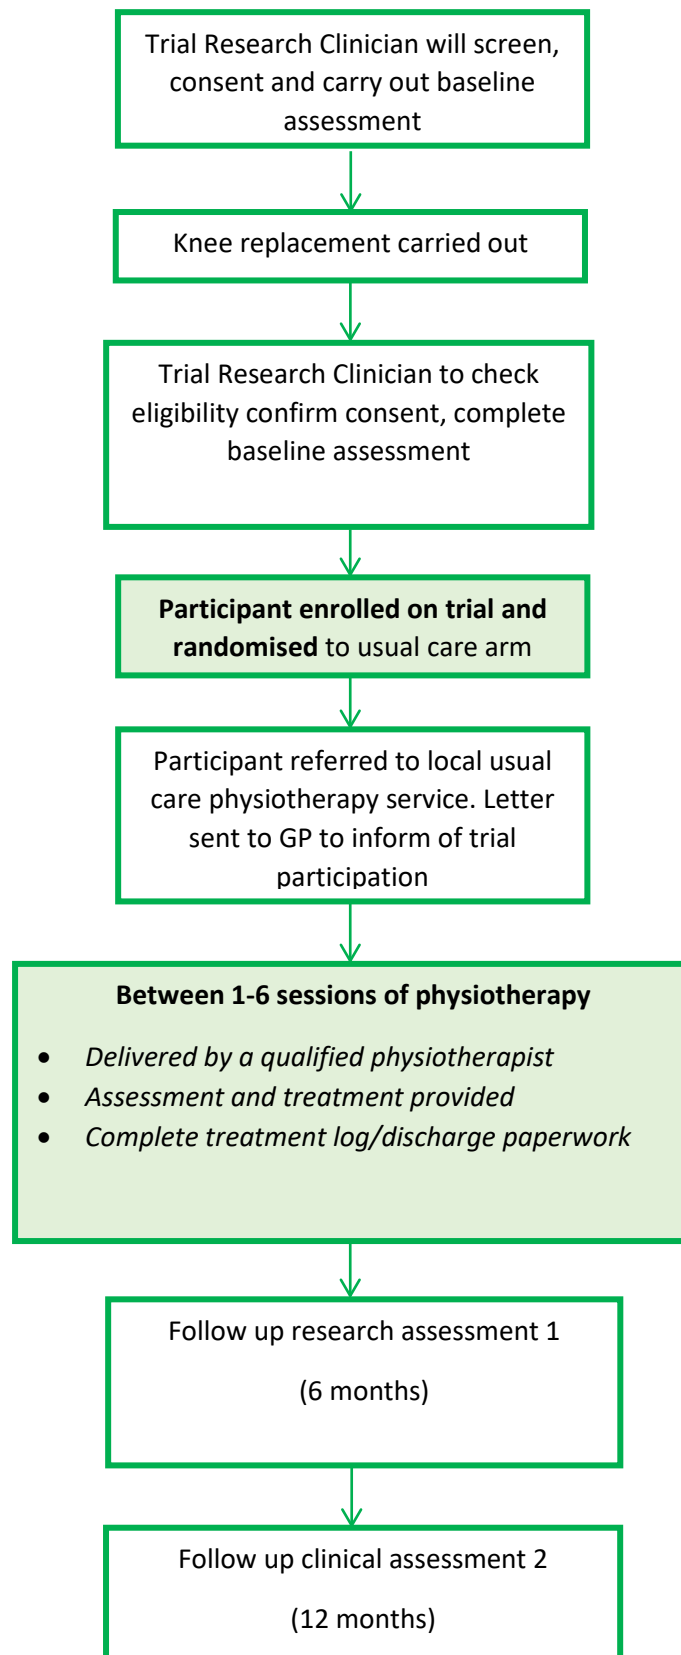 Trial Research Clinician will screen,
consent and carry out baseline
assessment
Knee replacement carried out
Trial Research Clinician to check
eligibility confirm consent, complete
baseline assessment
Participant enrolled on trial and
randomised to usual care arm
Participant referred to local usual
care physiotherapy service. Letter
sent to GP to inform of trial
participation
Between 1-6 sessions of physiotherapy
• Delivered by a qualified physiotherapist
• Assessment and treatment provided
• Complete treatment log/discharge paperwork
Follow up research assessment 1
(6 months)
Follow up clinical assessment 2
(12 months)